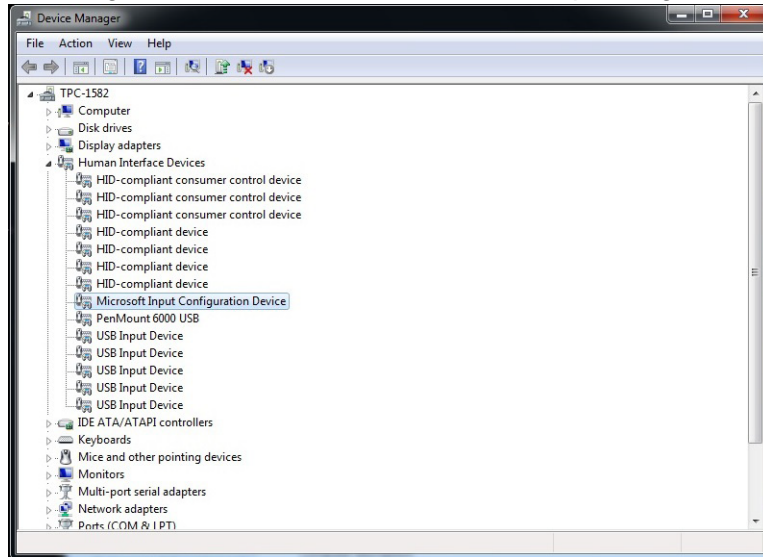 Device Manager
File Action View Help
TPC-1582
Computer
Disk drives
Display adapters
Human Interface Devices
HID-compliant consumer control device
HID-compliant consumer control device
HID-compliant consumer control device
HID-compliant device
HID-compliant device
HID-compliant device
HID-compliant device
Microsoft Input Configuration Device
PenMount 6000 USB
USB Input Device
USB Input Device
USB Input Device
USB Input Device
USB Input Device
IDE ATA/ATAPI controllers
Keyboards
Mice and other pointing devices
Monitors
Multi-port serial adapters
Network adapters
Ports (COM & LPT)